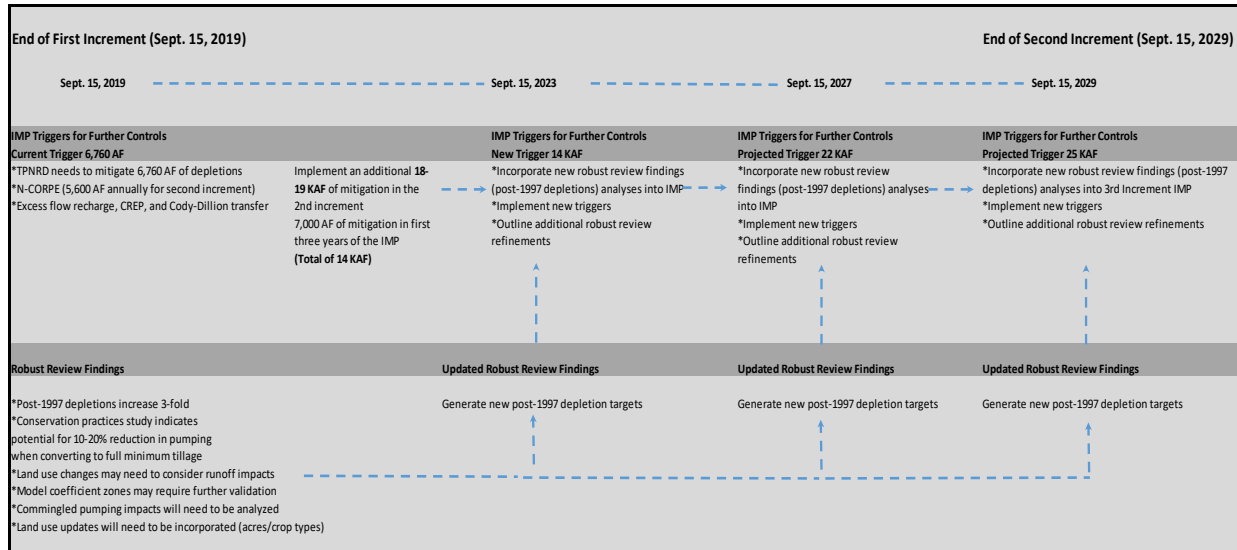 End of First Increment (Sept. 15, 2019)
End of Second Increment (Sept. 15, 2029)
Sept. 15, 2019
Sept. 15, 2023
Sept. 15, 2027
Sept. 15, 2029
IMP Triggers for Further Controls
Current Trigger 6,760 AF
*TPNRD needs to mitigate 6,760 AF of depletions
*N-CORPE (5,600 AF annually for second increment)
*Excess flow recharge, CREP, and Cody-Dillion transfer
Implement an additional 18-
19 KAF of mitigation in the
2nd increment
7,000 AF of mitigation in first
three years of the IMP
(Total of 14 KAF)
IMP Triggers for Further Controls
New Trigger 14 KAF
*Incorporate new robust review findings
(post-1997 depletions) analyses into IMP
*Implement new triggers
*Outline additional robust review
refinements
IMP Triggers for Further Controls
Projected Trigger 22 KAF
*Incorporate new robust review
findings (post-1997 depletions) analyses
into IMP
*Implement new triggers
*Outline additional robust review
refinements
IMP Triggers for Further Controls
Projected Trigger 25 KAF
*Incorporate new robust review findings (post-1997
depletions) analyses into 3rd Increment IMP
*Implement new triggers
*Outline additional robust review refinements
Robust Review Findings
*Post-1997 depletions increase 3-fold
*Conservation practices study indicates
potential for 10-20% reduction in pumping
when converting to full minimum tillage
*Land use changes may need to consider runoff impacts
*Model coefficient zones may require further validation
*Commingled pumping impacts will need to be analyzed
*Land use updates will need to be incorporated (acres/crop types)
Updated Robust Review Findings
Generate new post-1997 depletion targets
Updated Robust Review Findings
Generate new post-1997 depletion targets
Updated Robust Review Findings
Generate new post-1997 depletion targets